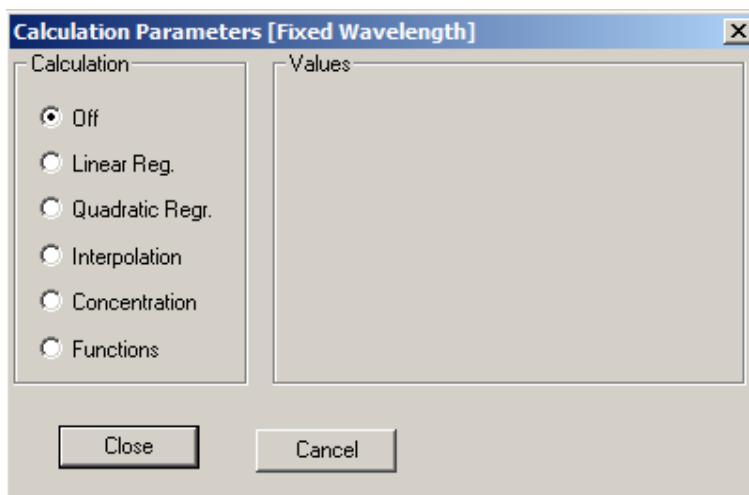 Calculation Parameters [Fixed Wavelength]
Calculation
Values
Off
Linear Reg.
Quadratic Regr.
Interpolation
Concentration
Functions
Close
Cancel